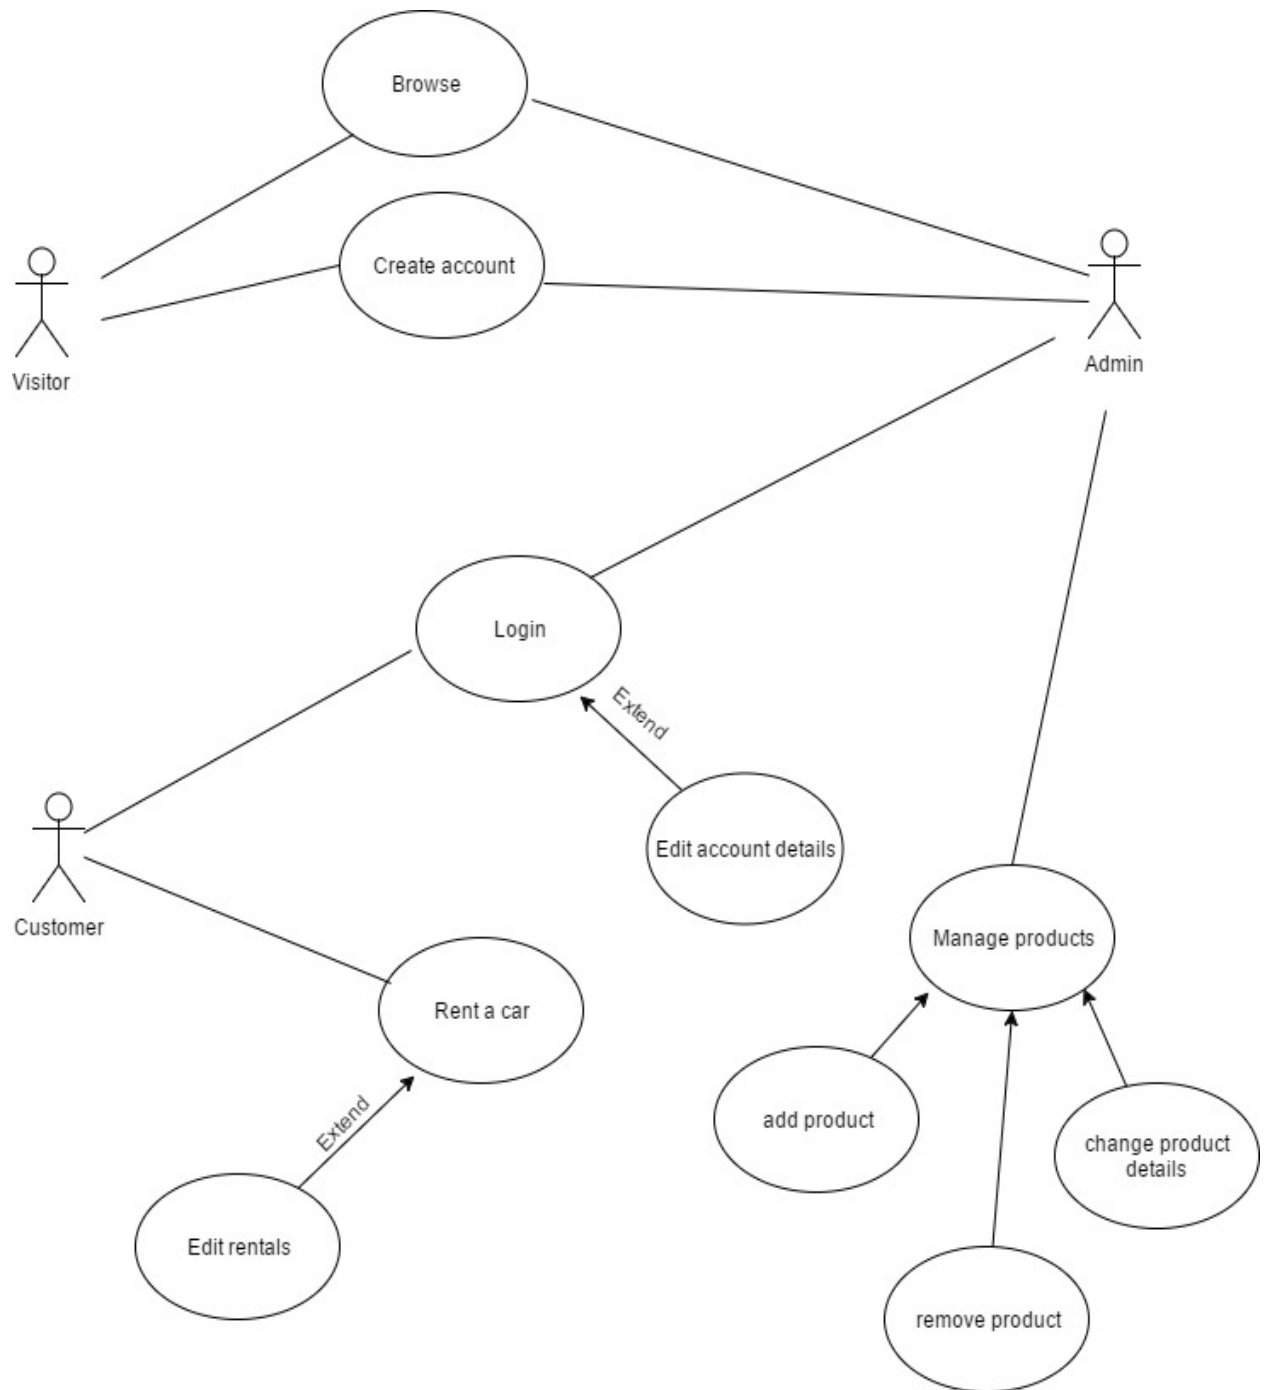 Browse
Create account
Visitor
Admin
Login
Extend
Edit account details
Customer
Manage products
Rent a car
Extend
add product
change product
details
Edit rentals
remove product